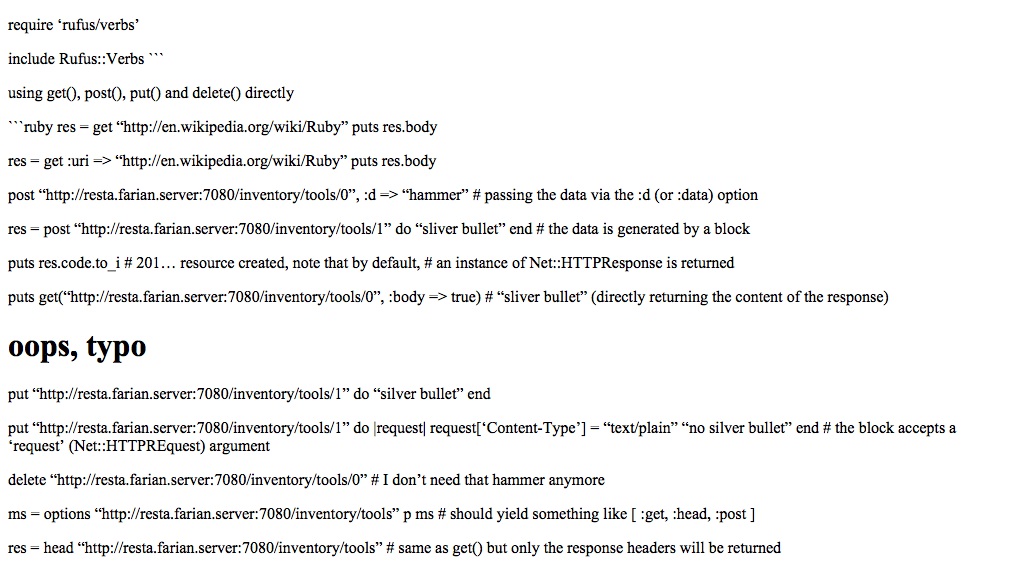 require ‘rufus/verbs’
include Rufus::Verbs ```
using get(), post(), put() and delete() directly
```ruby res = get “http://en.wikipedia.org/wiki/Ruby” puts res.body
res = get :uri => “http://en.wikipedia.org/wiki/Ruby” puts res.body
post “http://resta.farian.server:7080/inventory/tools/0”, :d => “hammer” # passing the data via the :d (or :data) option
res = post “http://resta.farian.server:7080/inventory/tools/1” do “sliver bullet” end # the data is generated by a block
puts res.code.to_i # 201… resource created, note that by default, # an instance of Net::HTTPResponse is returned
puts get(“http://resta.farian.server:7080/inventory/tools/0”, :body => true) # “sliver bullet” (directly returning the content of the response)
oops, typo
put “http://resta.farian.server:7080/inventory/tools/1” do “silver bullet” end
put “http://resta.farian.server:7080/inventory/tools/1” do |request| request[‘Content-Type’] = “text/plain” “no silver bullet” end # the block accepts a
‘request’ (Net::HTTPREquest) argument
delete “http://resta.farian.server:7080/inventory/tools/0” # I don’t need that hammer anymore
ms = options “http://resta.farian.server:7080/inventory/tools” p ms # should yield something like [ :get, :head, :post ]
res = head “http://resta.farian.server:7080/inventory/tools” # same as get() but only the response headers will be returned